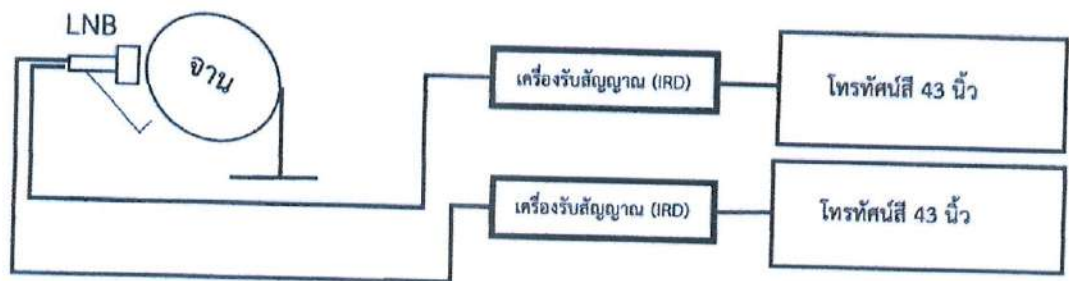 LNB
จาน
เครื่องรับสัญญาณ (IRD)
โทรทัศน์สี 43 นิ้ว
เครื่องรับสัญญาณ (IRD)
โทรทัศน์สี 43 นิ้ว